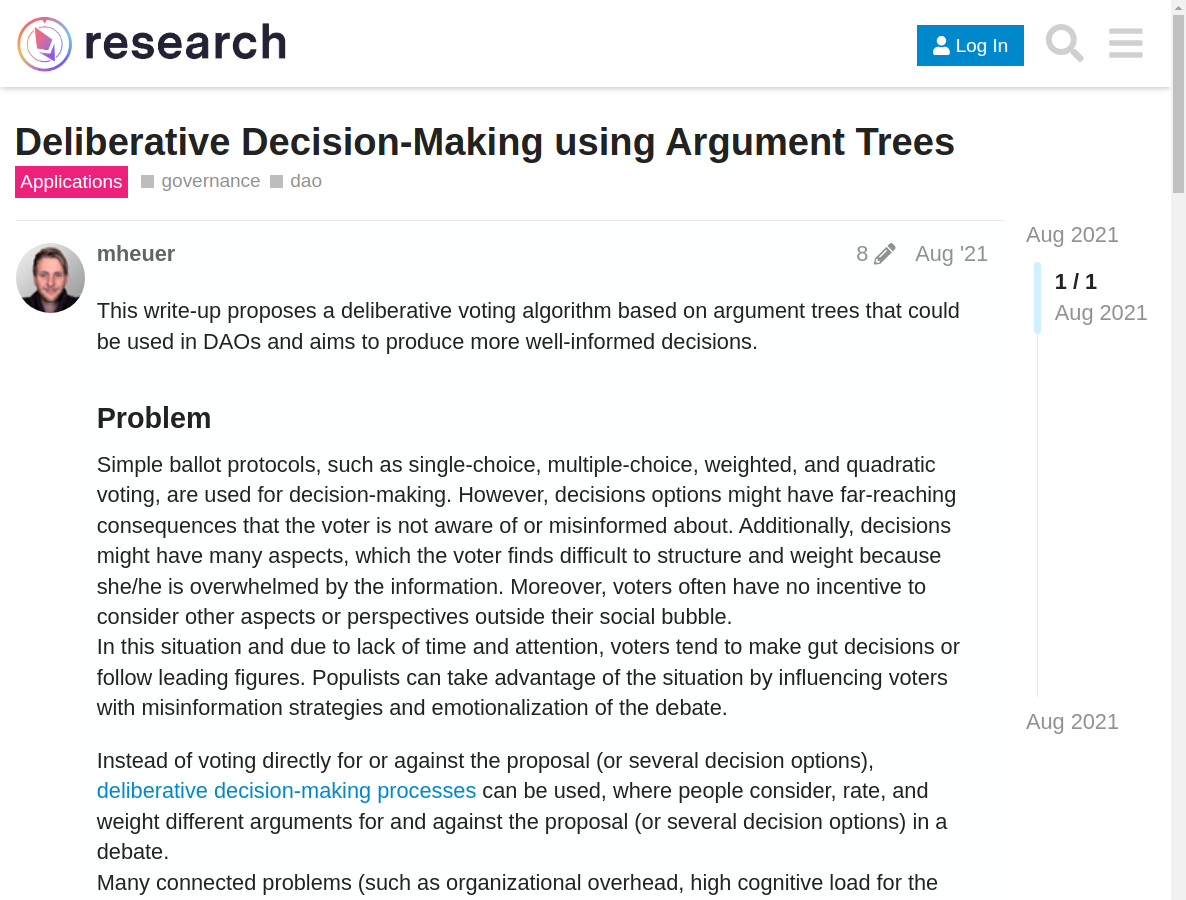 research
Log In
Deliberative Decision-Making using Argument Trees
Applications governance dao
Aug 2021
mheuer 8 Aug '21
1 / 1
Aug 2021
This write-up proposes a deliberative voting algorithm based on argument trees that could
be used in DAOs and aims to produce more well-informed decisions.
Problem
Simple ballot protocols, such as single-choice, multiple-choice, weighted, and quadratic
voting, are used for decision-making. However, decisions options might have far-reaching
consequences that the voter is not aware of or misinformed about. Additionally, decisions
might have many aspects, which the voter finds difficult to structure and weight because
she/he is overwhelmed by the information. Moreover, voters often have no incentive to
consider other aspects or perspectives outside their social bubble.
In this situation and due to lack of time and attention, voters tend to make gut decisions or
follow leading figures. Populists can take advantage of the situation by influencing voters
with misinformation strategies and emotionalization of the debate.
Aug 2021
Instead of voting directly for or against the proposal (or several decision options),
deliberative decision-making processes can be used, where people consider, rate, and
weight different arguments for and against the proposal (or several decision options) in a
debate.
Many connected problems (such as organizational overhead, high cognitive load for the